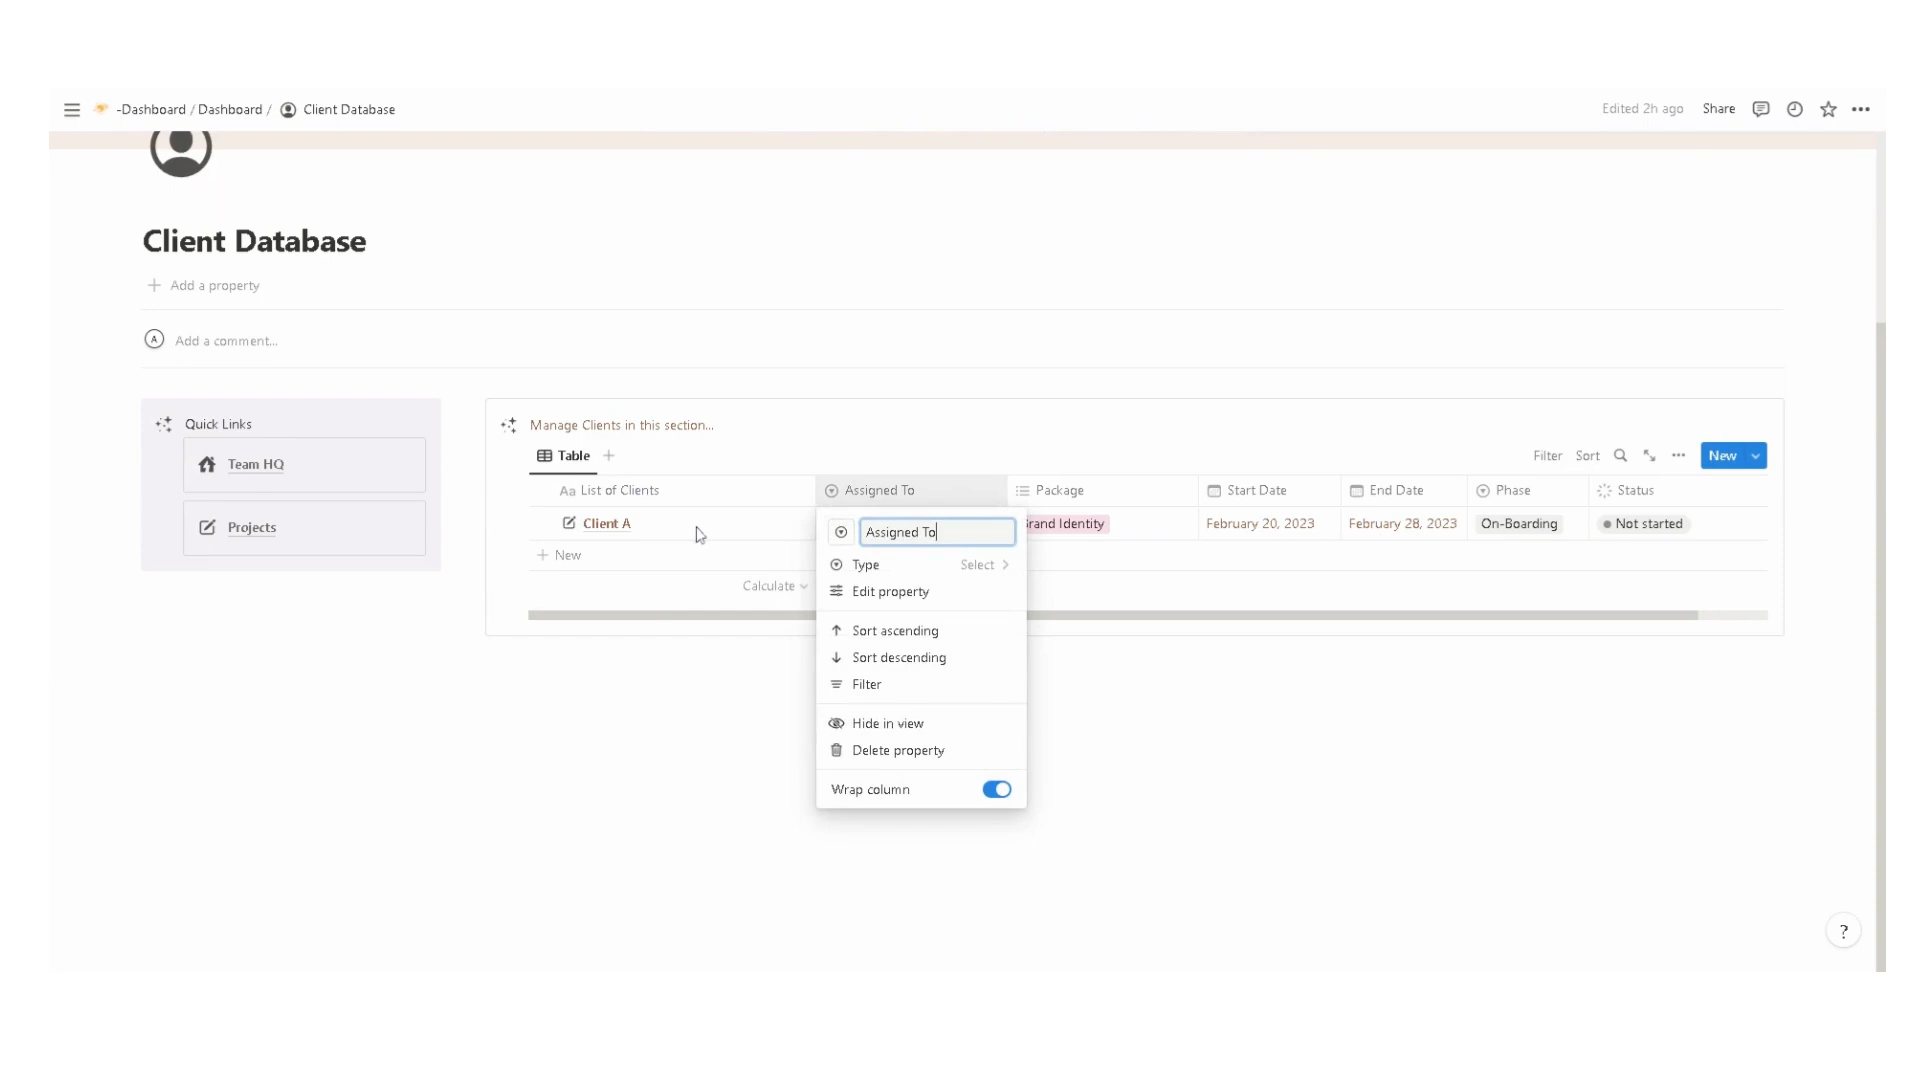 -Dashboard / Dashboard / Client Database
Edited 2h ago Share
Client Database
Add a property
A Add a comment...
Quick Links
Team HQ
Projects
Manage Clients in this section...
Table
Filter Sort New
Aa List of Clients Assigned To Package Start Date End Date Phase Status
Client A Brand Identity February 20, 2023 February 28, 2023 On-Boarding Not started
New
Calculate
Assigned To
Type Select
Edit property
Sort ascending
Sort descending
Filter
Hide in view
Delete property
Wrap column
?